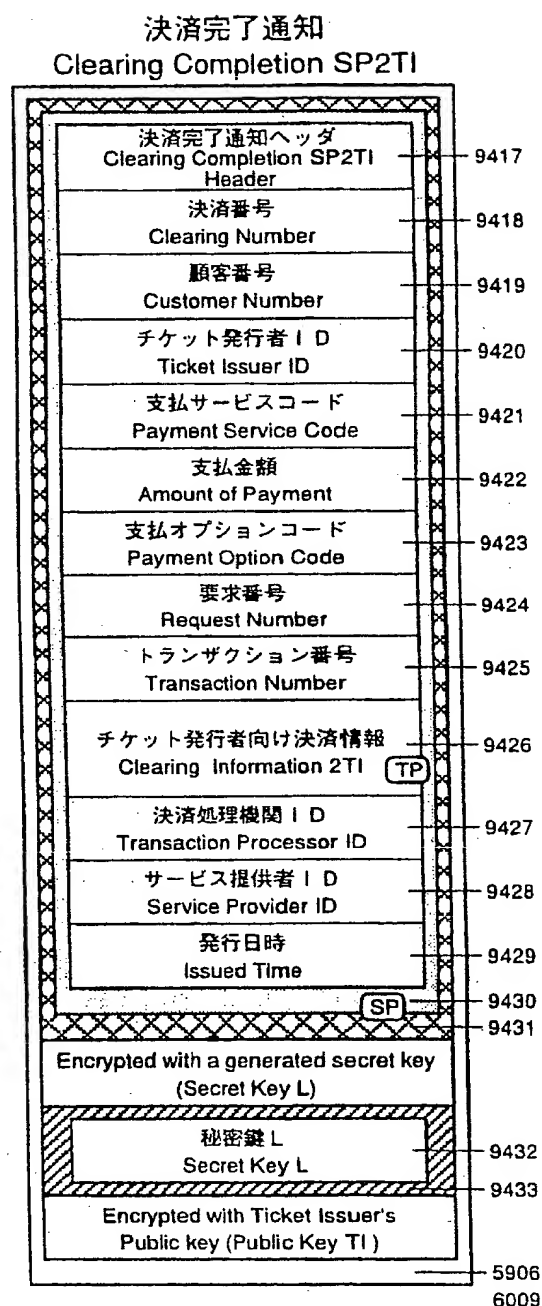 決済完了通知
Clearing Completion SP2TI
決済完了通知ヘッダ
Clearing Completion SP2TI
Header
9417
決済番号
Clearing Number
9418
顧客番号
Customer Number
9419
チケット発行者ID
Ticket Issuer ID
9420
支払サービスコード
Payment Service Code
9421
支払金額
Amount of Payment
9422
支払オプションコード
Payment Option Code
9423
要求番号
Request Number
9424
トランザクション番号
Transaction Number
9425
チケット発行者向け決済情報
Clearing Information 2TI
TP
9426
決済処理機関ID
Transaction Processor ID
9427
サービス提供者ID
Service Provider ID
9428
発行日時
Issued Time
9429
SP
9430
9431
Encrypted with a generated secret key
(Secret Key L)
秘密鍵L
Secret Key L
9432
9433
Encrypted with Ticket Issuer's
Public key (Public Key TI)
5906
6009